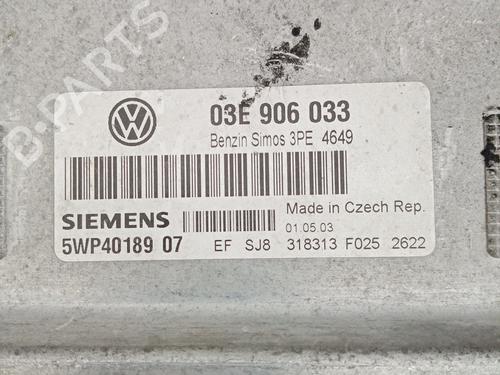 B-PARTS
03E 906 033
Benzin Simos 3PE 4649
SIEMENS
Made in Czech Rep.
01.05.03
5WP40189 07
EF SJ8 318313 F025 2622